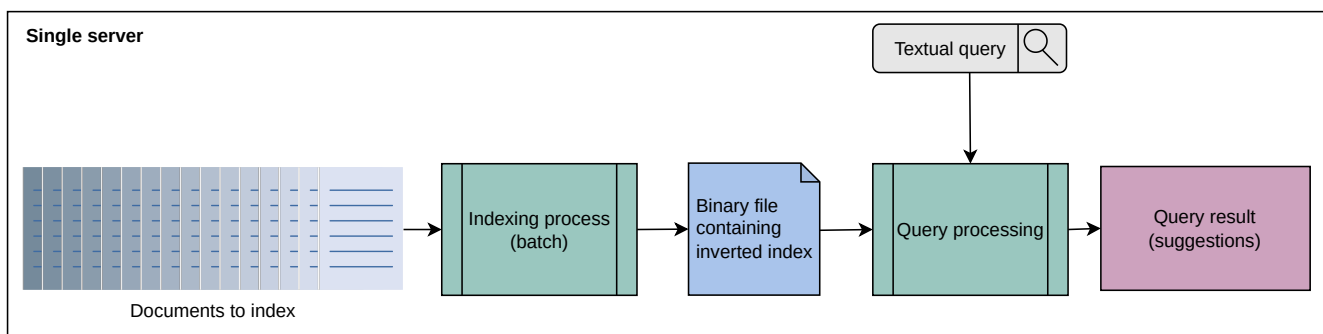 Single server
Textual query
Indexing process
(batch)
Binary file
containing
inverted index
Query processing
Query result
(suggestions)
Documents to index